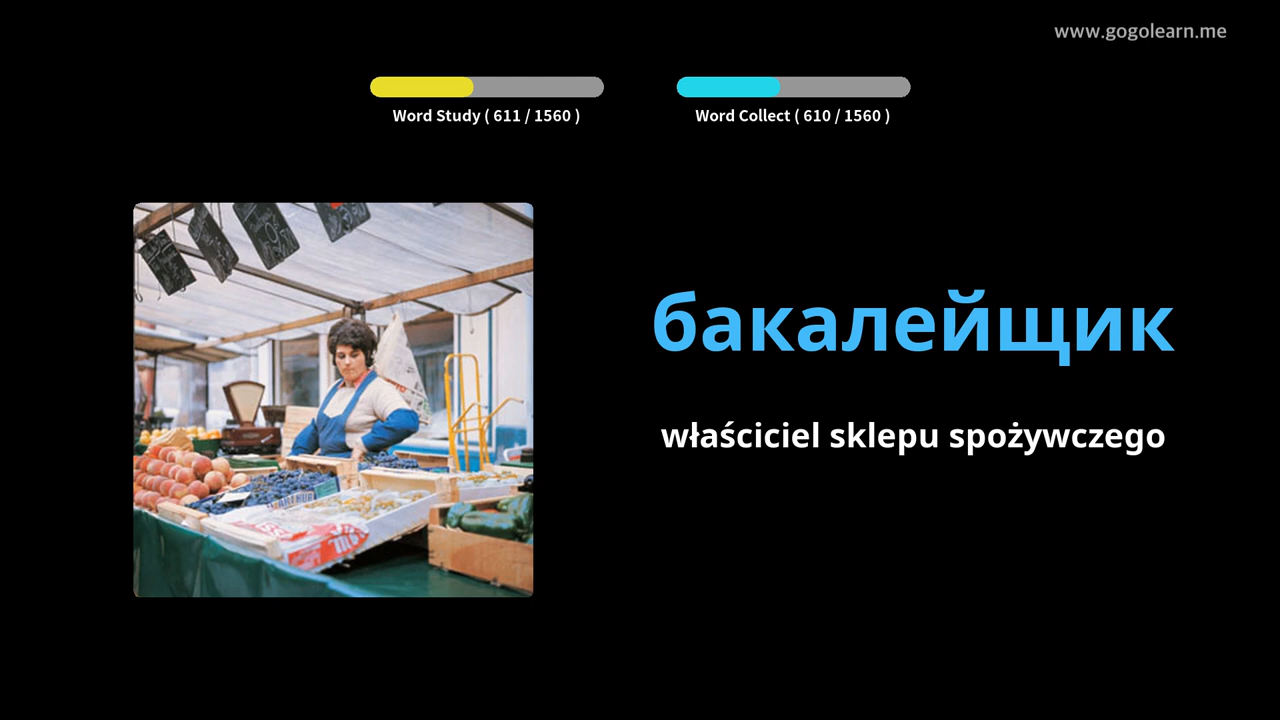 www.gogolearn.me
Word Study ( 611 / 1560 )
Word Collect ( 610 / 1560 )
бакалейщик
właściciel sklepu spożywczego